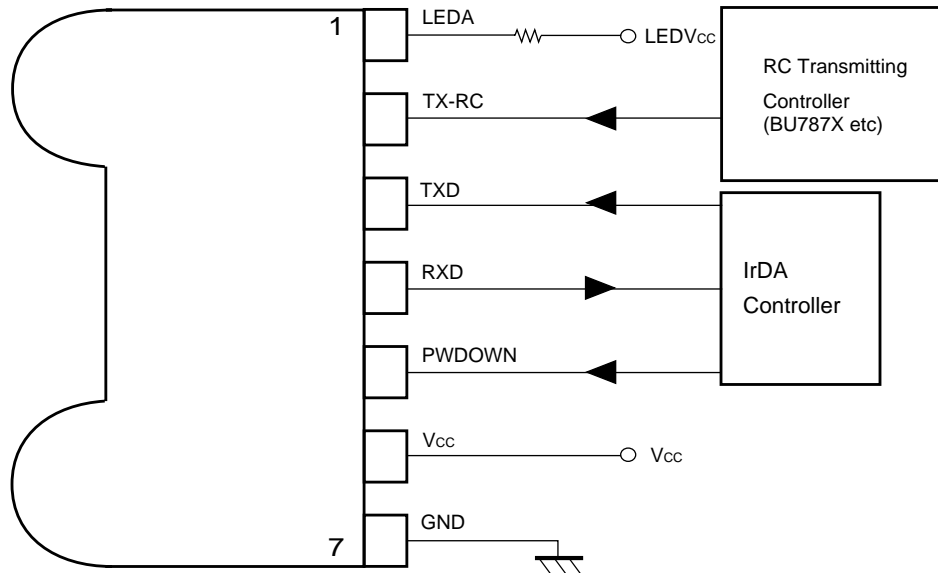 1
LEDA
LEDVcc
TX-RC
RC Transmitting
Controller
(BU787X etc)
TXD
RXD
IrDA
Controller
PWDOWN
Vcc
Vcc
7
GND